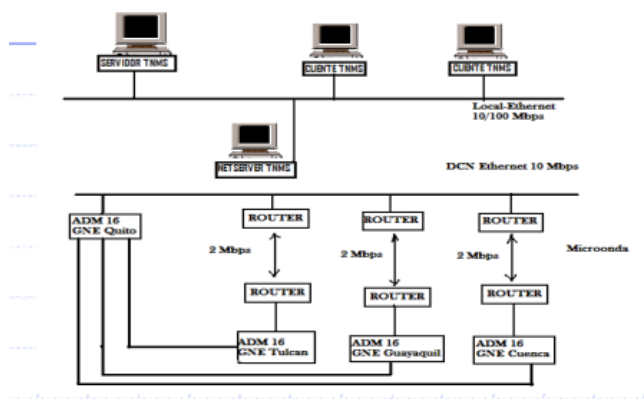 SERVIDOR TNMS
CLIENTE TNMS
CLIENTE TNMS
Local-Ethernet
10/100 Mbps
NETSERVER TNMS
DCN Ethernet 10 Mbps
ADM 16
GNE Quito
ROUTER
ROUTER
ROUTER
2 Mbps
2 Mbps
2 Mbps
Microonda
ROUTER
ROUTER
ROUTER
ADM 16
GNE Tulcan
ADM 16
GNE Guayaquil
ADM 16
GNE Cuenca